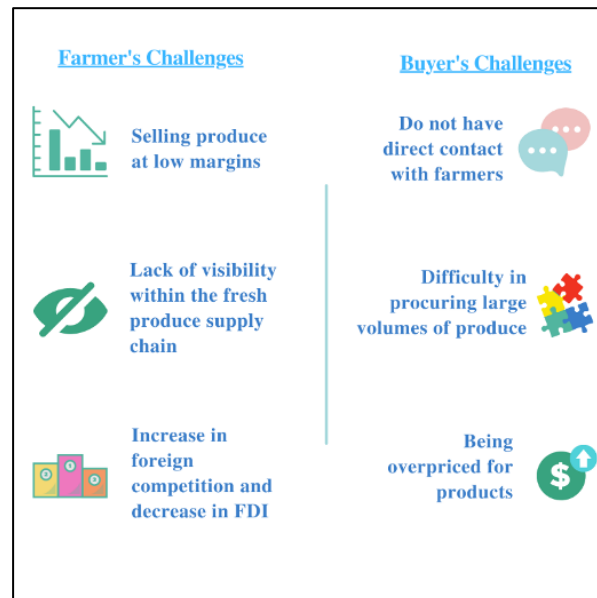 Farmer's Challenges
Selling produce
at low margins
Lack of visibility
within the fresh
produce supply
chain
Increase in
foreign
competition and
decrease in FDI
Buyer's Challenges
Do not have
direct contact
with farmers
Difficulty in
procuring large
volumes of produce
Being
overpriced for
products
$